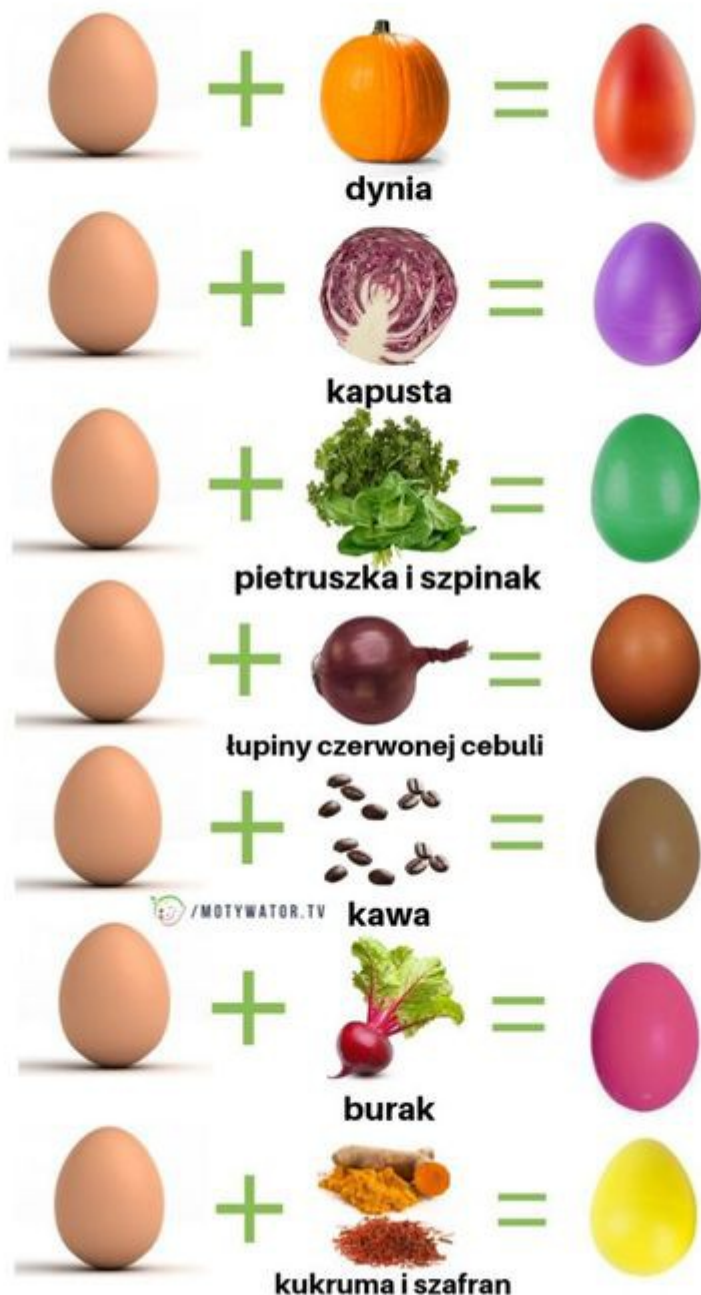 dynia
kapusta
pietruszka i szpinak
łupiny czerwonej cebuli
kawa
/MOTYWATOR.TV
burak
kukruma i szafran